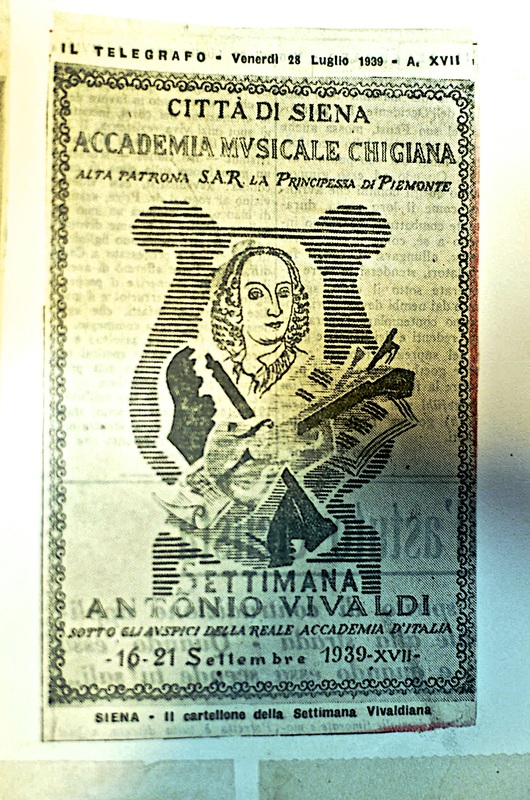 IL TELEGRAFO - Venerdì 28 Luglio 1939 - A. XVII
CITTÀ DI SIENA
ACCADEMIA MVSICALE CHIGIANA
ALTA PATRONA S.A.R. LA PRINCIPESSA DI PIEMONTE
SETTIMANA
ANTONIO VIVALDI
SOTTO GLI AVSPICI DELLA REALE ACCADEMIA D'ITALIA
-16-21 Settembre 1939-XVII-
SIENA - Il cartellone della Settimana Vivaldiana